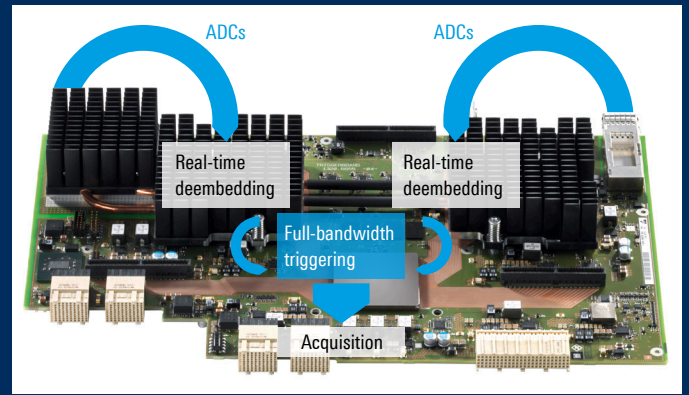 ADCs
ADCs
Real-time
deembedding
Real-time
deembedding
Full-bandwidth
triggering
Acquisition